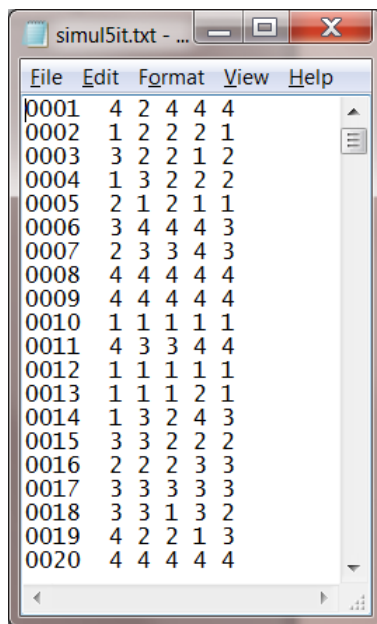 simul5it.txt - ...
File Edit Format View Help
0001 4 2 4 4 4
0002 1 2 2 2 1
0003 3 2 2 1 2
0004 1 3 2 2 2
0005 2 1 2 1 1
0006 3 4 4 4 3
0007 2 3 3 4 3
0008 4 4 4 4 4
0009 4 4 4 4 4
0010 1 1 1 1 1
0011 4 3 3 4 4
0012 1 1 1 1 1
0013 1 1 1 2 1
0014 1 3 2 4 3
0015 3 3 2 2 2
0016 2 2 2 3 3
0017 3 3 3 3 3
0018 3 3 1 3 2
0019 4 2 2 1 3
0020 4 4 4 4 4